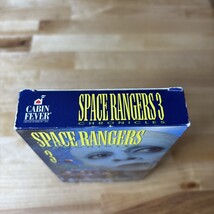 CABIN
FEVER
SPACE RANGERS 3
CHRONICLES
SPACE RANGERS
3